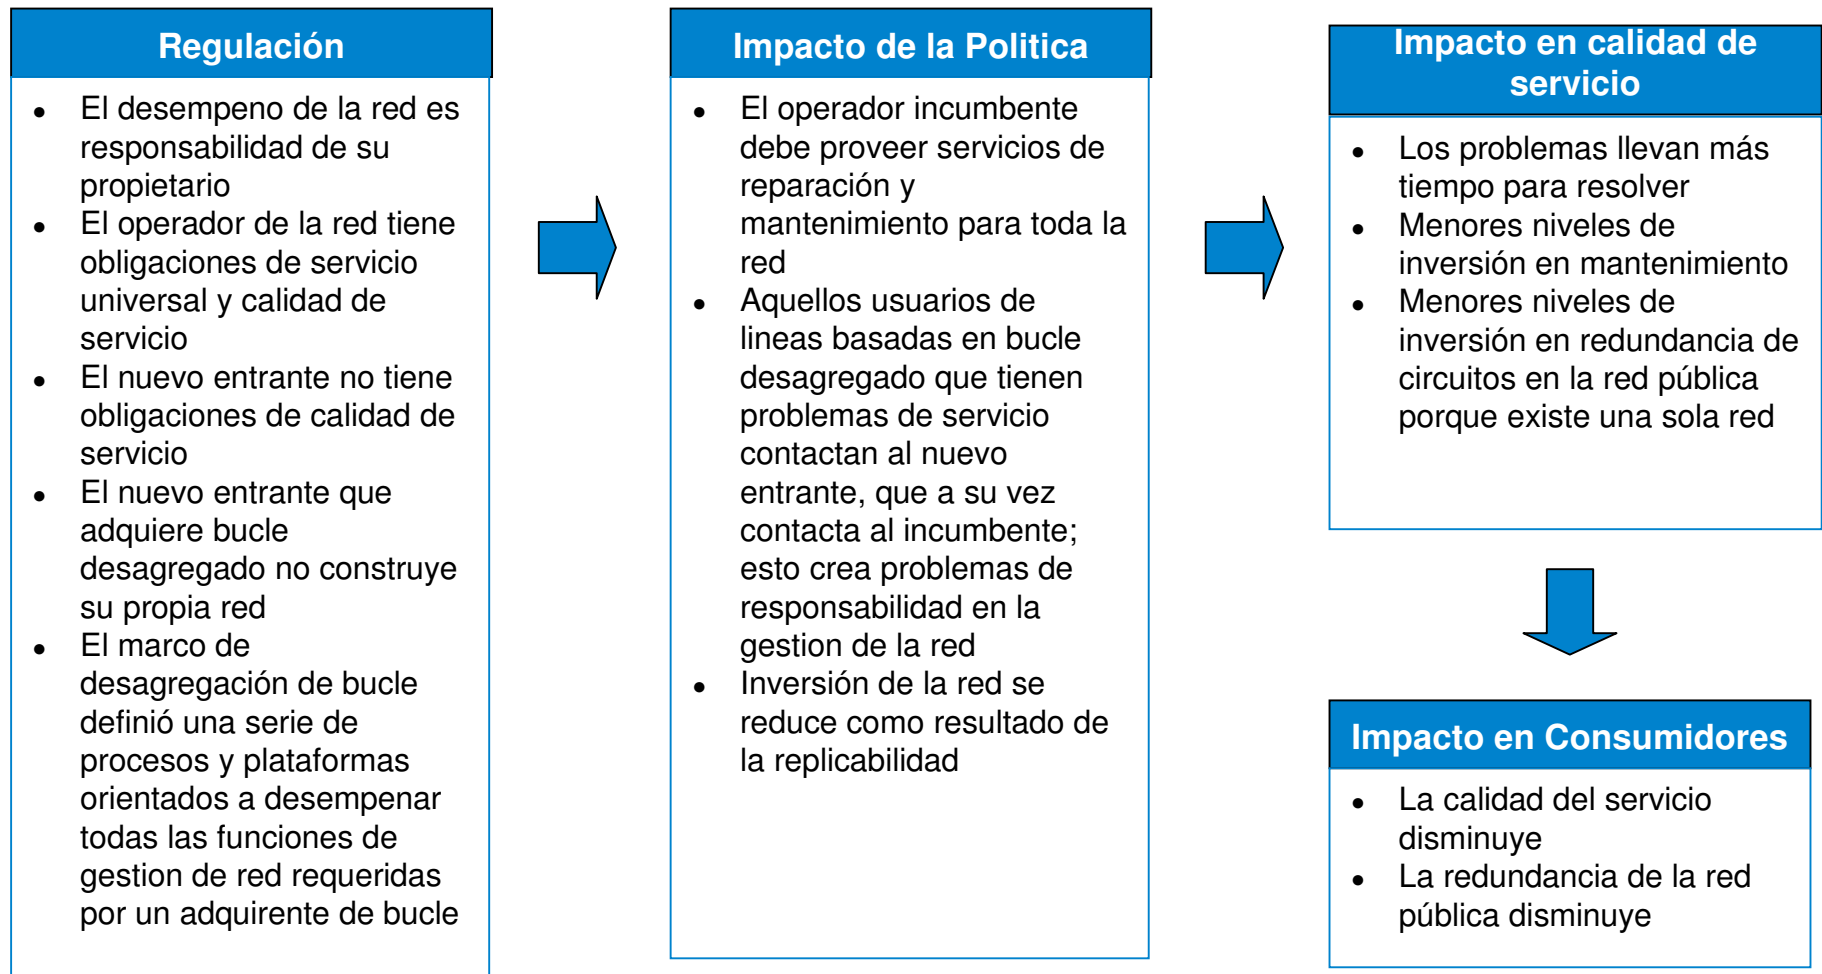 Regulación
• El desempeno de la red es
responsabilidad de su
propietario
• El operador de la red tiene
obligaciones de servicio
universal y calidad de
servicio
• El nuevo entrante no tiene
obligaciones de calidad de
servicio
• El nuevo entrante que
adquiere bucle
desagregado no construye
su propia red
• El marco de
desagregación de bucle
definió una serie de
procesos y plataformas
orientados a desempenar
todas las funciones de
gestion de red requeridas
por un adquirente de bucle
Impacto de la Politica
• El operador incumbente
debe proveer servicios de
reparación y
mantenimiento para toda la
red
• Aquellos usuarios de
lineas basadas en bucle
desagregado que tienen
problemas de servicio
contactan al nuevo
entrante, que a su vez
contacta al incumbente;
esto crea problemas de
responsabilidad en la
gestion de la red
• Inversión de la red se
reduce como resultado de
la replicabilidad
Impacto en calidad de
servicio
• Los problemas llevan más
tiempo para resolver
• Menores niveles de
inversión en mantenimiento
• Menores niveles de
inversión en redundancia de
circuitos en la red pública
porque existe una sola red
Impacto en Consumidores
• La calidad del servicio
disminuye
• La redundancia de la red
pública disminuye